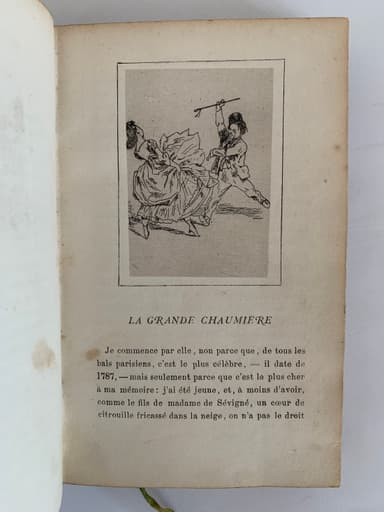 LA GRANDE CHAUMIÈRE
Je commence par elle, non parce que, de tous les
bals parisiens, c'est le plus célèbre, — il date de
1787, — mais seulement parce que c'est le plus cher
à ma mémoire : j'ai été jeune, et, à moins d'avoir,
comme le fils de madame de Sévigné, un cœur de
citrouille fricassé dans la neige, on n'a pas le droit